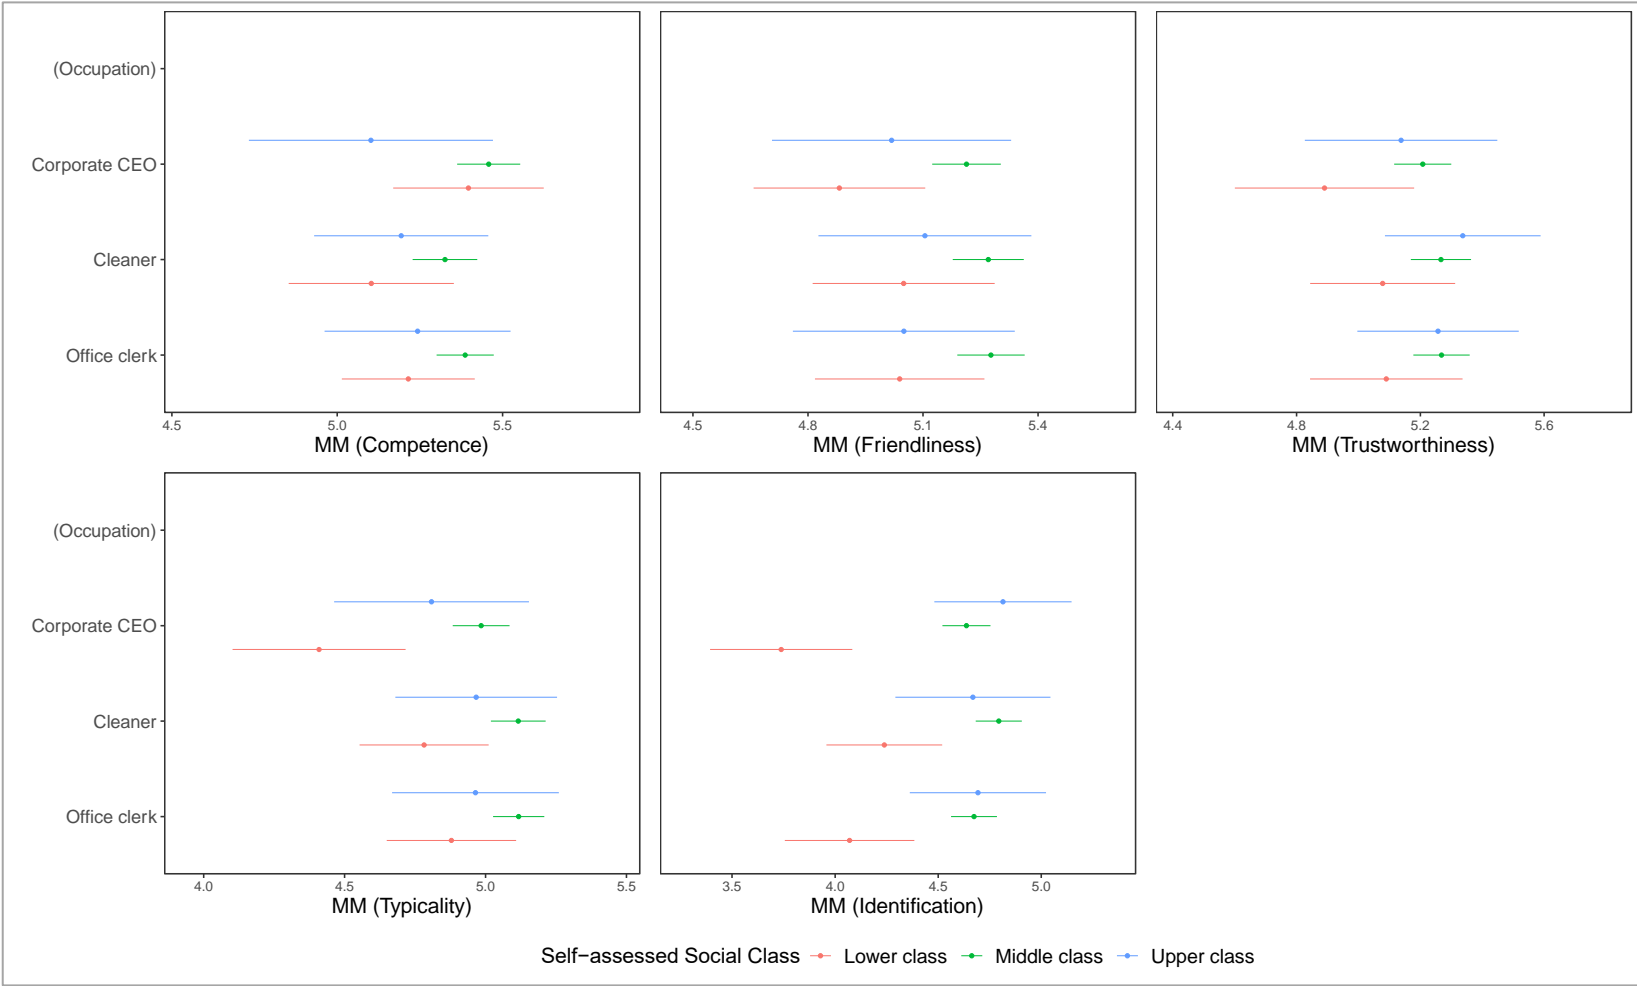 (Occupation)
Corporate CEO
Cleaner
Office clerk
4.5 5.0 5.5
MM (Competence)
4.5 4.8 5.1 5.4
MM (Friendliness)
4.4 4.8 5.2 5.6
MM (Trustworthiness)
(Occupation)
Corporate CEO
Cleaner
Office clerk
4.0 4.5 5.0 5.5
MM (Typicality)
3.5 4.0 4.5 5.0
MM (Identification)
Self−assessed Social Class Lower class Middle class Upper class